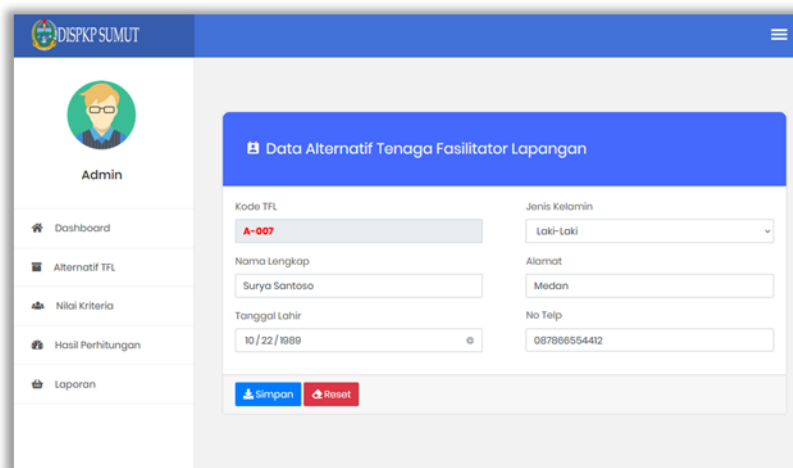 DISPKP SUMUT
Admin
Dashboard
Alternatif TFL
Nilai Kriteria
Hasil Perhitungan
Laporan
Data Alternatif Tenaga Fasilitator Lapangan
Kode TFL
A-007
Nama Lengkap
Surya Santoso
Tanggal Lahir
10/22/1989
Jenis Kelamin
Laki-Laki
Alamat
Medan
No Telp
087866554412
Simpan
Reset